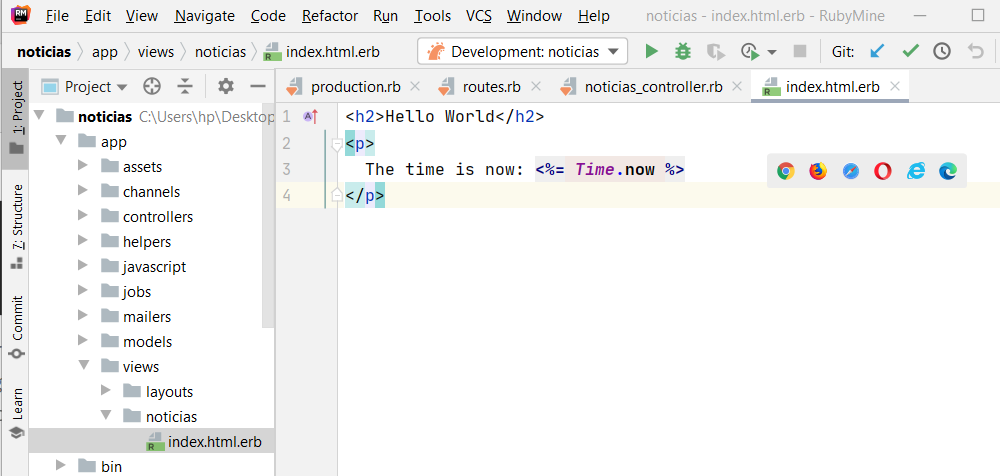 RM File Edit View Navigate Code Refactor Run Tools VCS Window Help noticias - index.html.erb - RubyMine
noticias app views noticias index.html.erb Development: noticias Git:
1: Project
7: Structure
Commit
Learn
Project
noticias C:\Users\hp\Desktop
app
assets
channels
controllers
helpers
javascript
jobs
mailers
models
views
layouts
noticias
index.html.erb
bin
production.rb routes.rb noticias_controller.rb index.html.erb
1 <h2>Hello World</h2>
2 <p>
3 The time is now: <%= Time.now %>
4 </p>